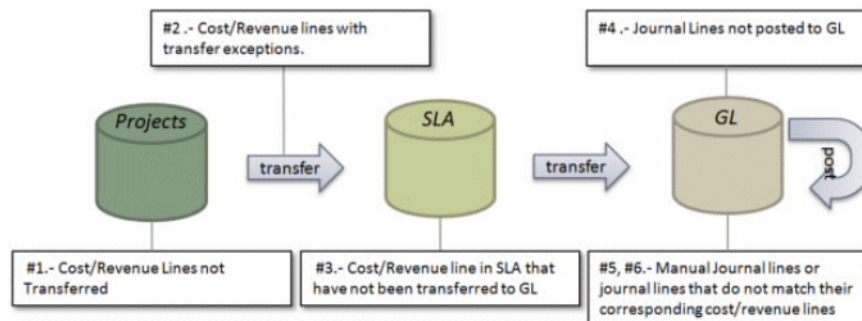 #2 .- Cost/Revenue lines with
transfer exceptions.
#4 .- Journal Lines not posted to GL
Projects
SLA
GL
transfer
transfer
post
#1.- Cost/Revenue Lines not
Transferred
#3.- Cost/Revenue line in SLA that
have not been transferred to GL
#5, #6.- Manual Journal lines or
journal lines that do not match their
corresponding cost/revenue lines